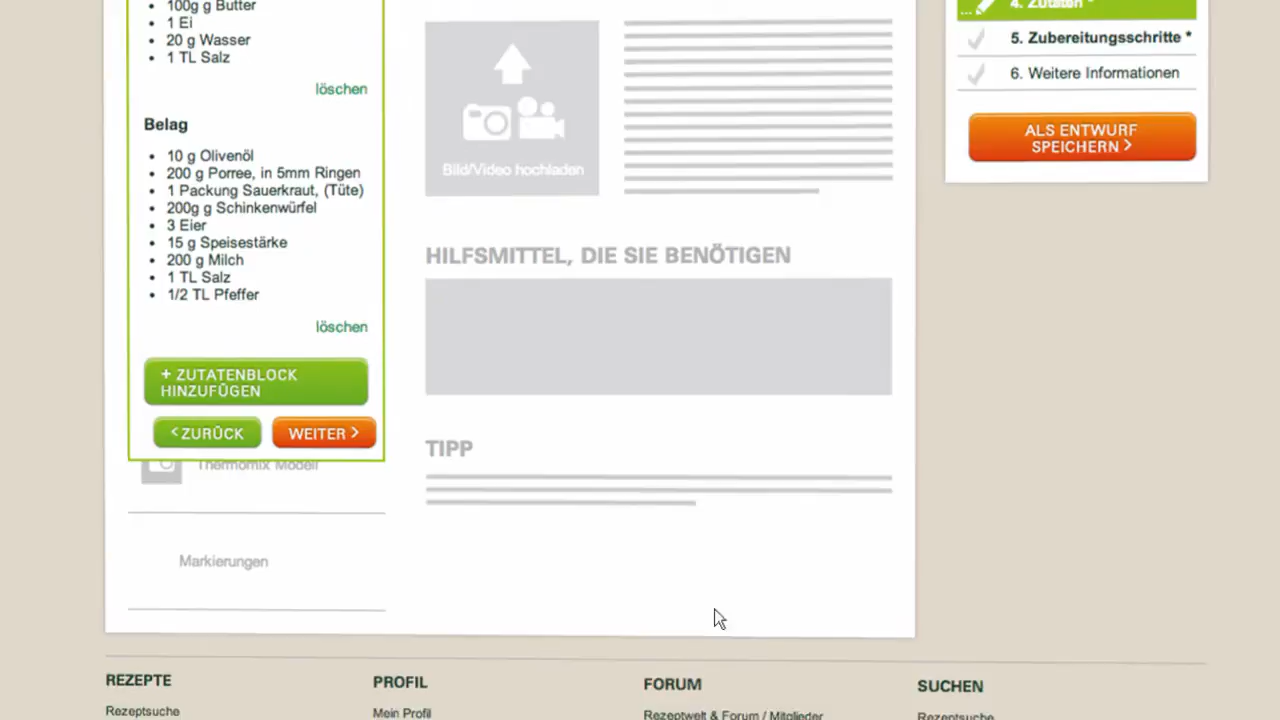 100g g Butter
1 Ei
20 g Wasser
1 TL Salz
löschen
Belag
10 g Olivenöl
200 g Porree, in 5mm Ringen
1 Packung Sauerkraut, (Tüte)
200g g Schinkenwürfel
3 Eier
15 g Speisestärke
200 g Milch
1 TL Salz
1/2 TL Pfeffer
löschen
+ ZUTATENBLOCK
HINZUFÜGEN
< ZURÜCK
WEITER >
Thermomix Modell
Markierungen
Bild/Video hochladen
HILFSMITTEL, DIE SIE BENÖTIGEN
TIPP
4. Zutaten *
5. Zubereitungsschritte *
6. Weitere Informationen
ALS ENTWURF
SPEICHERN >
REZEPTE
Rezeptsuche
PROFIL
Mein Profil
FORUM
Rezeptwelt & Forum / Mitglieder
SUCHEN
Rezeptsuche